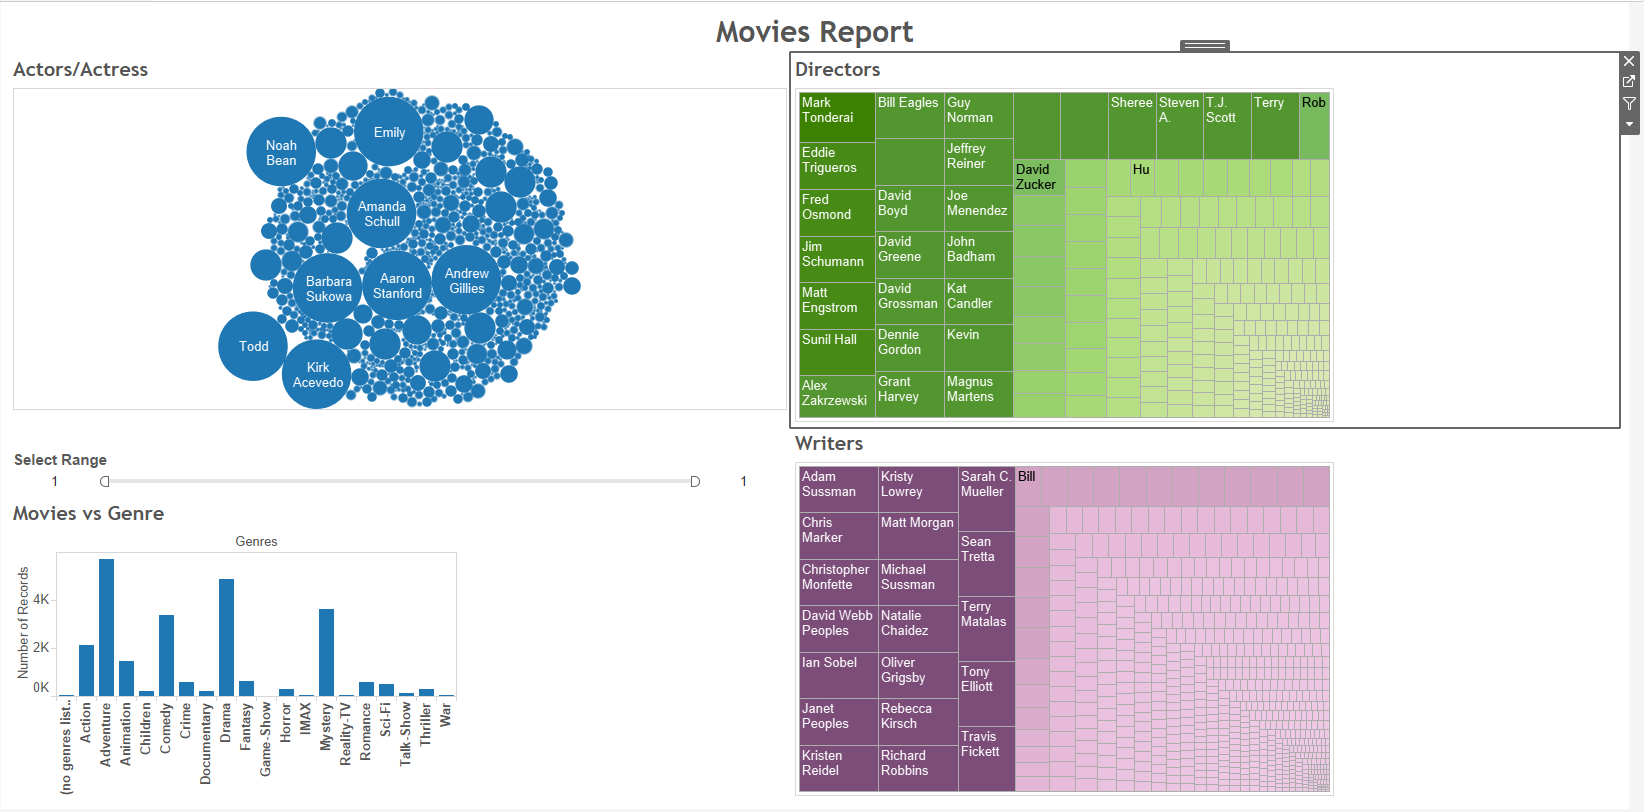 Movies Report
Actors/Actress
Emily
Noah
Bean
Amanda
Schull
Barbara
Sukowa
Aaron
Stanford
Andrew
Gillies
Todd
Kirk
Acevedo
Select Range
1
1
Movies vs Genre
Genres
Number of Records
4K
2K
0K
(no genres list..
Action
Adventure
Animation
Children
Comedy
Crime
Documentary
Drama
Fantasy
Game-Show
Horror
IMAX
Mystery
Reality-TV
Romance
Sci-Fi
Talk-Show
Thriller
War
Directors
Mark
Tonderai
Eddie
Trigueros
Fred
Osmond
Jim
Schumann
Matt
Engstrom
Sunil Hall
Alex
Zakrzewski
Bill Eagles
David
Boyd
David
Greene
David
Grossman
Dennie
Gordon
Grant
Harvey
Guy
Norman
Jeffrey
Reiner
Joe
Menendez
John
Badham
Kat
Candler
Kevin
Magnus
Martens
Sheree
Steven
A.
T.J.
Scott
Terry
Rob
David
Zucker
Hu
Writers
Adam
Sussman
Chris
Marker
Christopher
Monfette
David Webb
Peoples
Ian Sobel
Janet
Peoples
Kristen
Reidel
Kristy
Lowrey
Matt Morgan
Michael
Sussman
Natalie
Chaidez
Oliver
Grigsby
Rebecca
Kirsch
Richard
Robbins
Sarah C.
Mueller
Sean
Tretta
Terry
Matalas
Tony
Elliott
Travis
Fickett
Bill